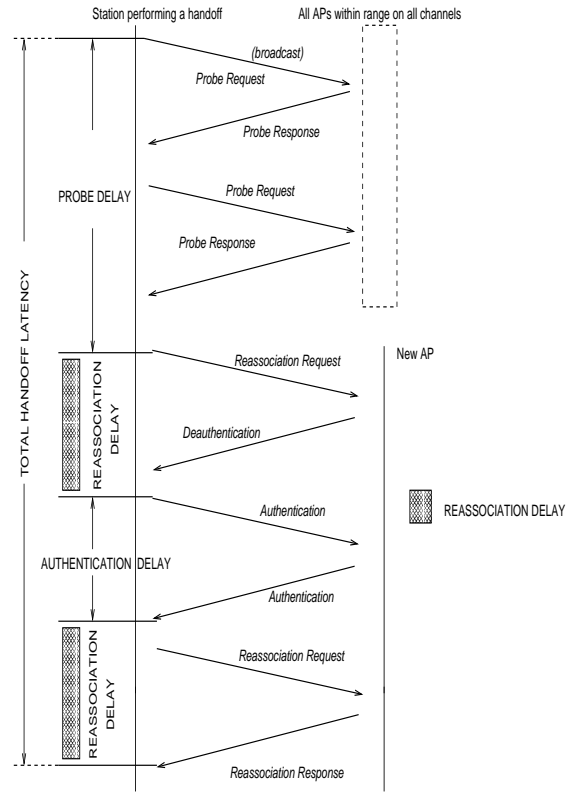 Station performing a handoff
All APs within range on all channels
(broadcast)
Probe Request
Probe Response
PROBE DELAY
Probe Request
Probe Response
TOTAL HANDOFF LATENCY
New AP
Reassociation Request
REASSOCIATION
DELAY
Deauthentication
REASSOCIATION DELAY
Authentication
AUTHENTICATION DELAY
Authentication
REASSOCIATION
DELAY
Reassociation Request
Reassociation Response